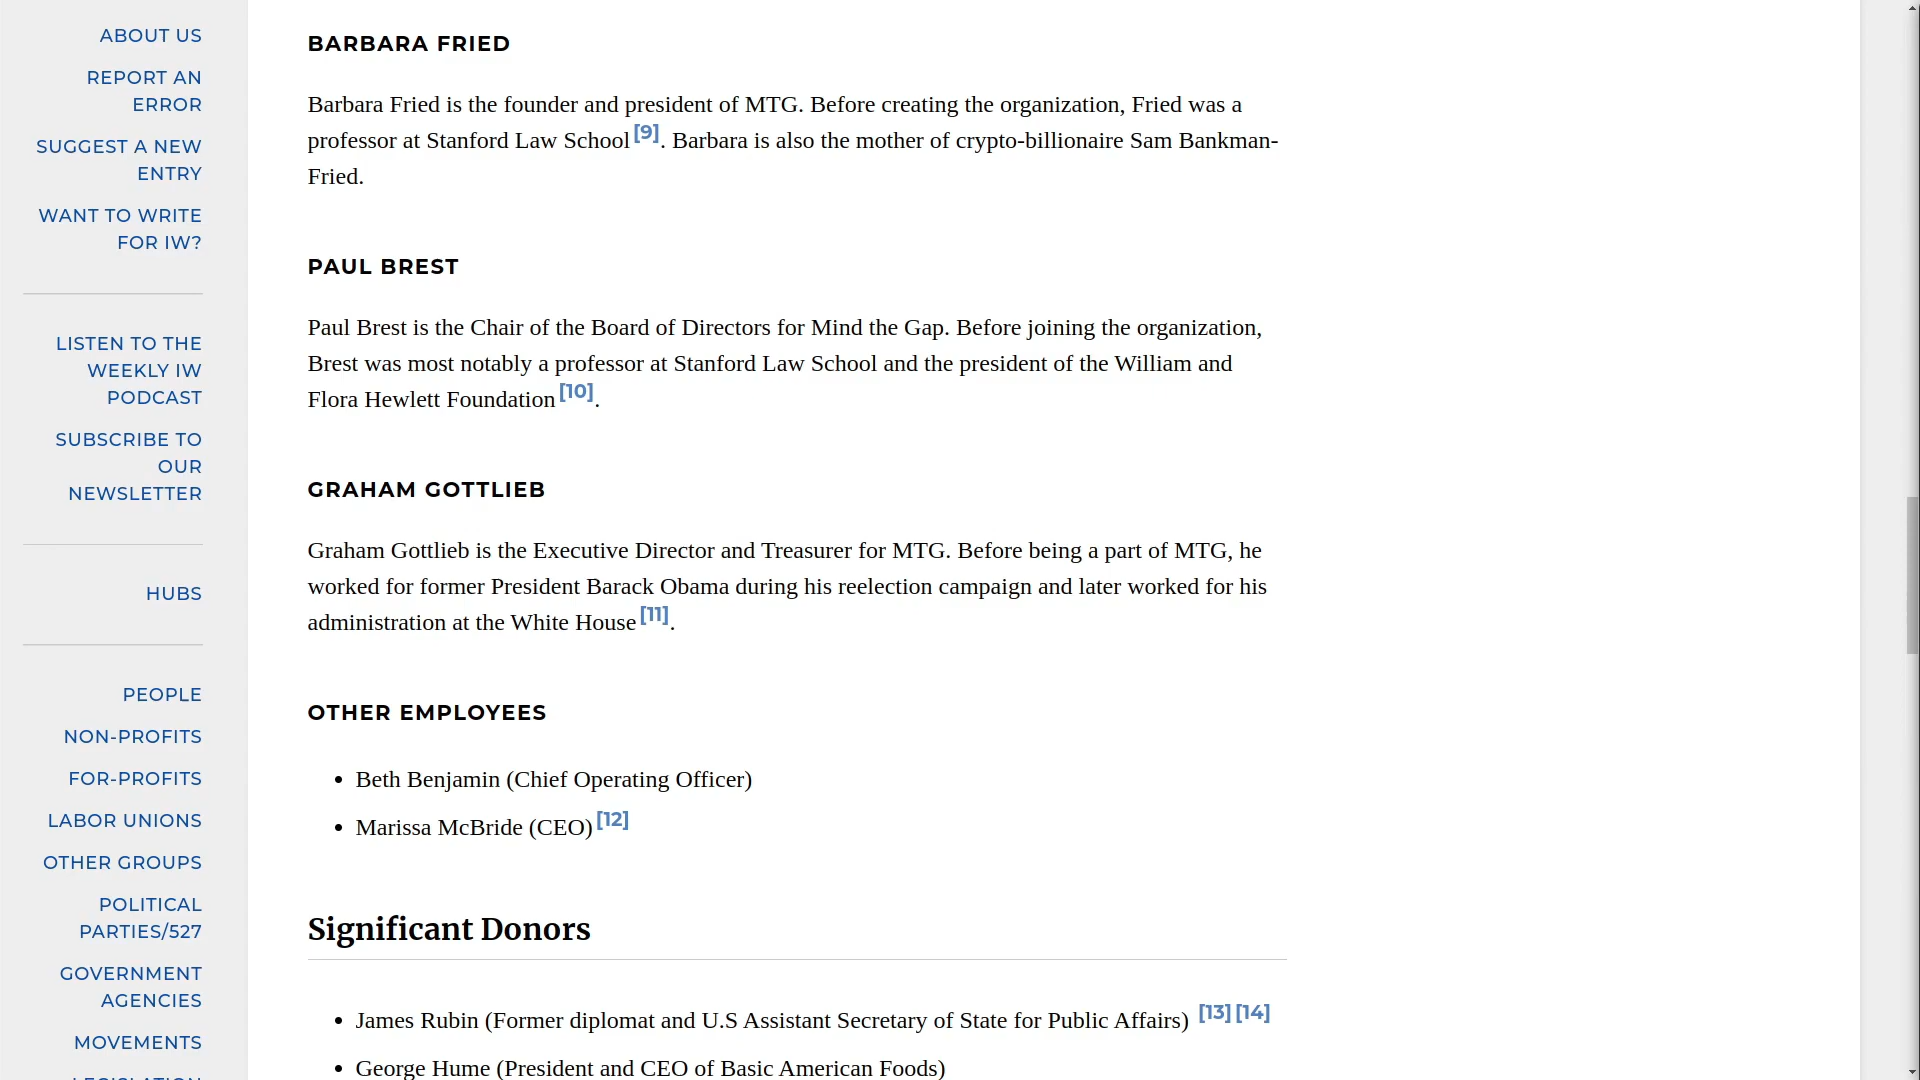 ABOUT US
REPORT AN
ERROR
SUGGEST A NEW
ENTRY
WANT TO WRITE
FOR IW?
LISTEN TO THE
WEEKLY IW
PODCAST
SUBSCRIBE TO
OUR
NEWSLETTER
HUBS
PEOPLE
NON-PROFITS
FOR-PROFITS
LABOR UNIONS
OTHER GROUPS
POLITICAL
PARTIES/527
GOVERNMENT
AGENCIES
MOVEMENTS
LEGISLATION
BARBARA FRIED
Barbara Fried is the founder and president of MTG. Before creating the organization, Fried was a
professor at Stanford Law School [9]. Barbara is also the mother of crypto-billionaire Sam Bankman-
Fried.
PAUL BREST
Paul Brest is the Chair of the Board of Directors for Mind the Gap. Before joining the organization,
Brest was most notably a professor at Stanford Law School and the president of the William and
Flora Hewlett Foundation [10].
GRAHAM GOTTLIEB
Graham Gottlieb is the Executive Director and Treasurer for MTG. Before being a part of MTG, he
worked for former President Barack Obama during his reelection campaign and later worked for his
administration at the White House [11].
OTHER EMPLOYEES
• Beth Benjamin (Chief Operating Officer)
• Marissa McBride (CEO) [12]
Significant Donors
• James Rubin (Former diplomat and U.S Assistant Secretary of State for Public Affairs) [13] [14]
• George Hume (President and CEO of Basic American Foods)